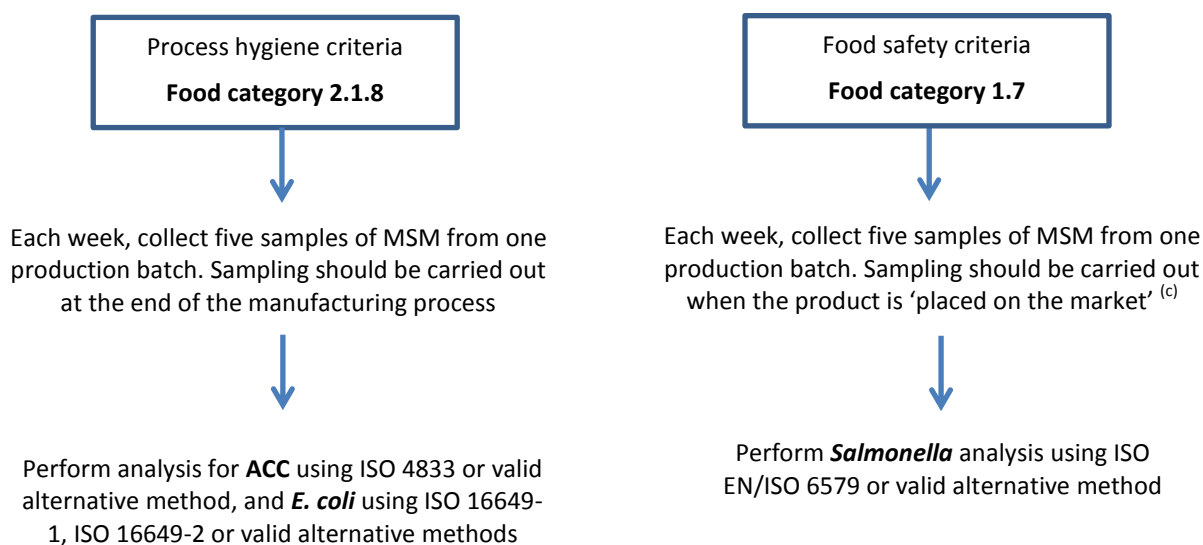 Process hygiene criteria
Food category 2.1.8
Each week, collect five samples of MSM from one
production batch. Sampling should be carried out
at the end of the manufacturing process
Perform analysis for ACC using ISO 4833 or valid
alternative method, and E. coli using ISO 16649-
1, ISO 16649-2 or valid alternative methods
Food safety criteria
Food category 1.7
Each week, collect five samples of MSM from one
production batch. Sampling should be carried out
when the product is ‘placed on the market’ (c)
Perform Salmonella analysis using ISO
EN/ISO 6579 or valid alternative method